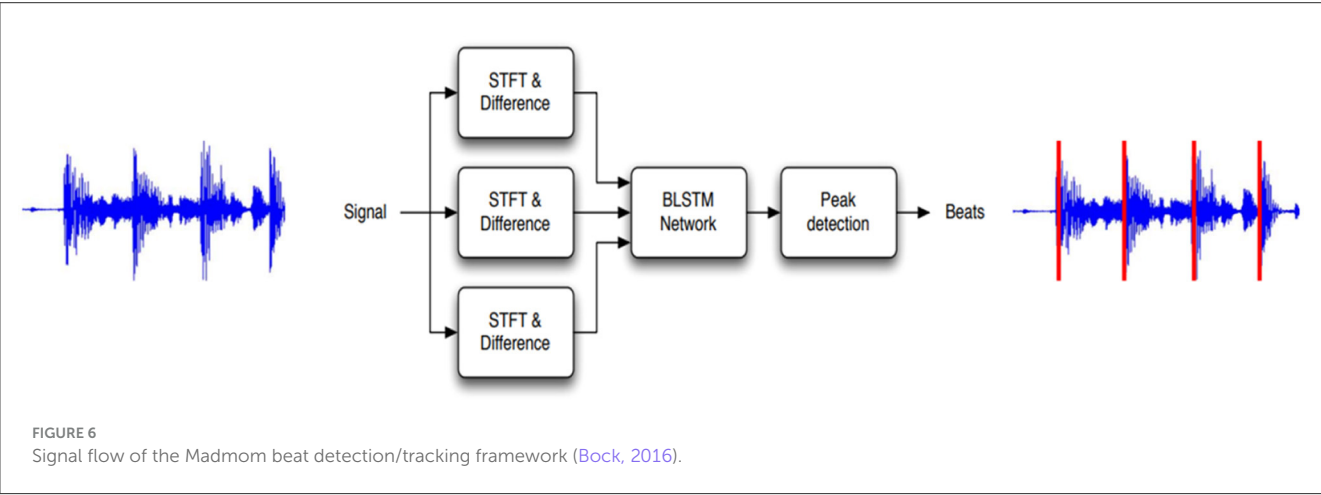 STFT &
Difference
Signal
STFT &
Difference
STFT &
Difference
BLSTM
Network
Peak
detection
Beats
FIGURE 6
Signal flow of the Madmom beat detection/tracking framework (Bock, 2016).